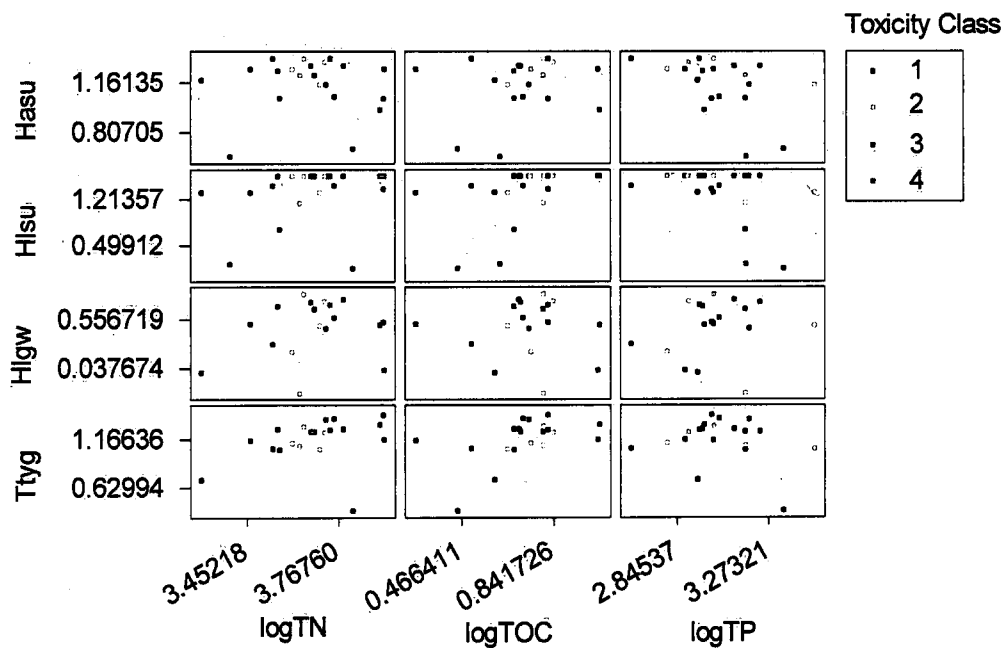 Toxicity Class
1
2
3
4
Hasu
1.16135
0.80705
Hlsu
1.21357
0.49912
Hlgw
0.556719
0.037674
Ttyg
1.16636
0.62994
3.45218
3.76760
0.466411
0.841726
2.84537
3.27321
logTN
logTOC
logTP